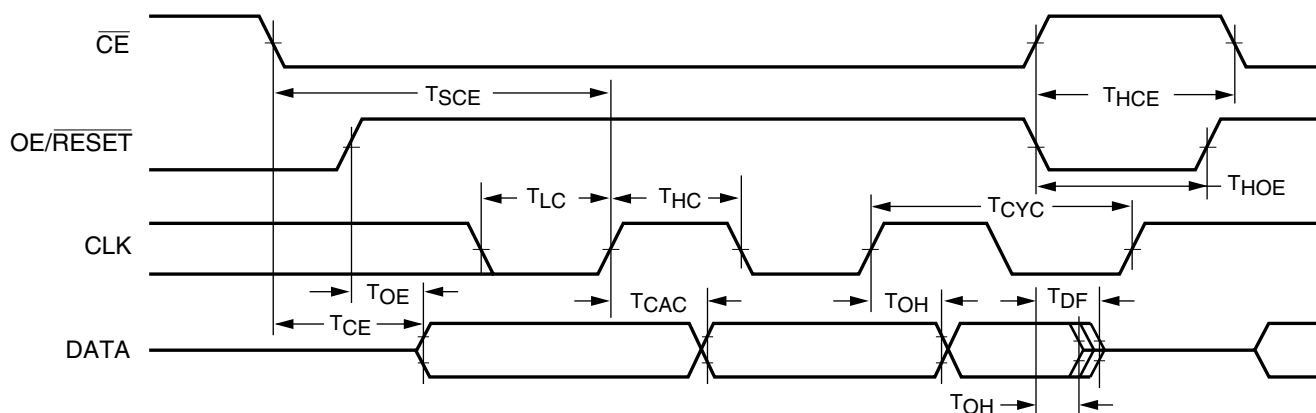 CE
TSCE
THCE
OE/RESET
TLC
THC
TCYC
THOE
CLK
TOE
TCAC
TOH
TDF
TCE
DATA
TOH